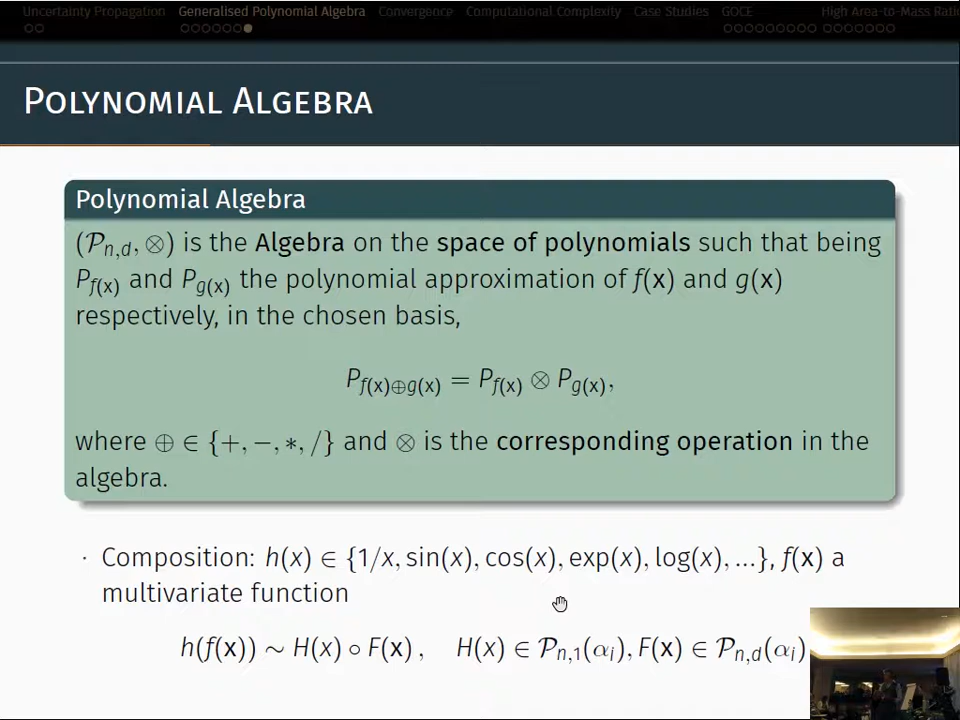 Uncertainty Propagation Generalised Polynomial Algebra Convergence Computational Complexity Case Studies GOCE High Area-to-Mass
POLYNOMIAL ALGEBRA
Polynomial Algebra
(𝒫n,d, ⊗) is the Algebra on the space of polynomials such that being
Pf(x) and Pg(x) the polynomial approximation of f(x) and g(x)
respectively, in the chosen basis,
Pf(x)⊕g(x) = Pf(x) ⊗ Pg(x),
where ⊕ ∈ {+, −, ∗, /} and ⊗ is the corresponding operation in the
algebra.
· Composition: h(x) ∈ {1/x, sin(x), cos(x), exp(x), log(x), ...}, f(x) a
multivariate function
h(f(x)) ∼ H(x) ∘ F(x), H(x) ∈ 𝒫n,1(αi), F(x) ∈ 𝒫n,d(αi)